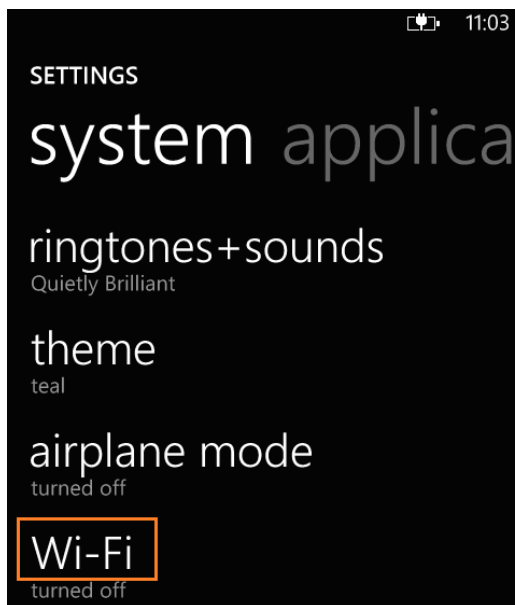 11:03
SETTINGS
system applica
ringtones+sounds
Quietly Brilliant
theme
teal
airplane mode
turned off
Wi-Fi
turned off